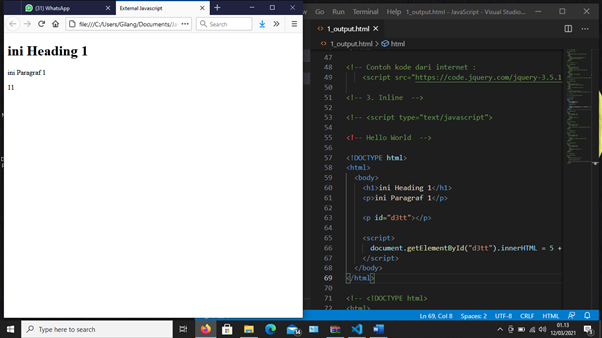 (31) WhatsApp
External Javascript
file:///C:/Users/Gilang/Documents/Ja
Search
ini Heading 1
ini Paragraf 1
11
Go Run Terminal Help 1_output.html - JavaScript - Visual Studio...
1_output.html
1_output.html > html
47
48 <!-- Contoh kode dari internet :
49 <script src="https://code.jquery.com/jquery-3.5.1
50
51 <!-- 3. Inline -->
52
53 <!-- <script type="text/javascript">
54
55 <!-- Hello World -->
56
57 <!DOCTYPE html>
58 <html>
59 <body>
60 <h1>ini Heading 1</h1>
61 <p>ini Paragraf 1</p>
62
63 <p id="d3tt"></p>
64
65 <script>
66 document.getElementById("d3tt").innerHTML = 5 +
67 </script>
68 </body>
69 </html>
70
71 <!-- <!DOCTYPE html>
72 <html>
Ln 69, Col 8 Spaces: 2 UTF-8 CRLF HTML
Type here to search
01.13
12/03/2021